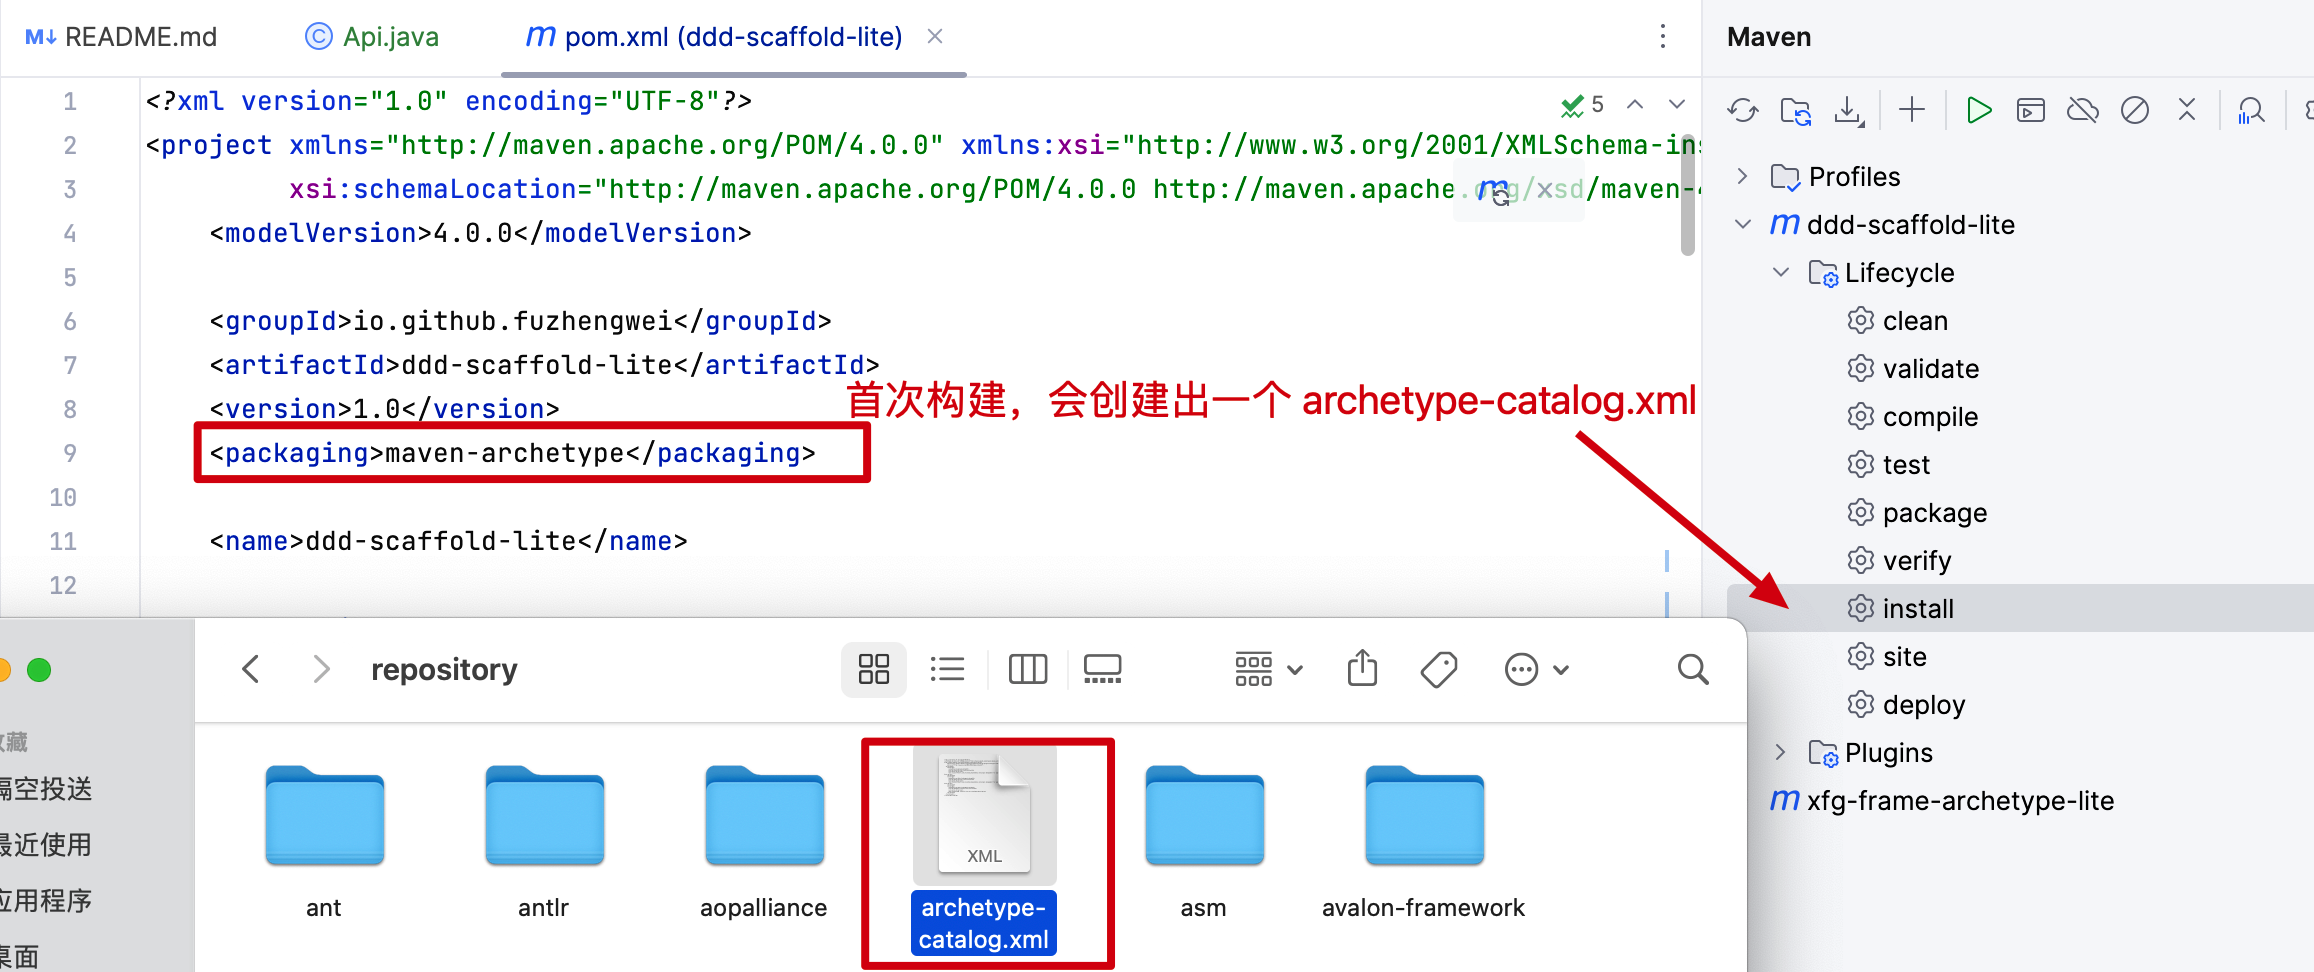 M↓ README.md
Api.java
pom.xml (ddd-scaffold-lite)
Maven
1 <?xml version="1.0" encoding="UTF-8"?>
5
2 <project xmlns="http://maven.apache.org/POM/4.0.0" xmlns:xsi="http://www.w3.org/2001/XMLSchema-ins
3 xsi:schemaLocation="http://maven.apache.org/POM/4.0.0 http://maven.apache.org/xsd/maven-4
4 <modelVersion>4.0.0</modelVersion>
5
6 <groupId>io.github.fuzhengwei</groupId>
7 <artifactId>ddd-scaffold-lite</artifactId>
首次构建，会创建出一个 archetype-catalog.xml
8 <version>1.0</version>
9 <packaging>maven-archetype</packaging>
10
11 <name>ddd-scaffold-lite</name>
12
Profiles
ddd-scaffold-lite
Lifecycle
clean
validate
compile
test
package
verify
install
site
deploy
Plugins
xfg-frame-archetype-lite
repository
收藏
隔空投送
最近使用
应用程序
桌面
XML
ant
antlr
aopalliance
archetype-
catalog.xml
asm
avalon-framework